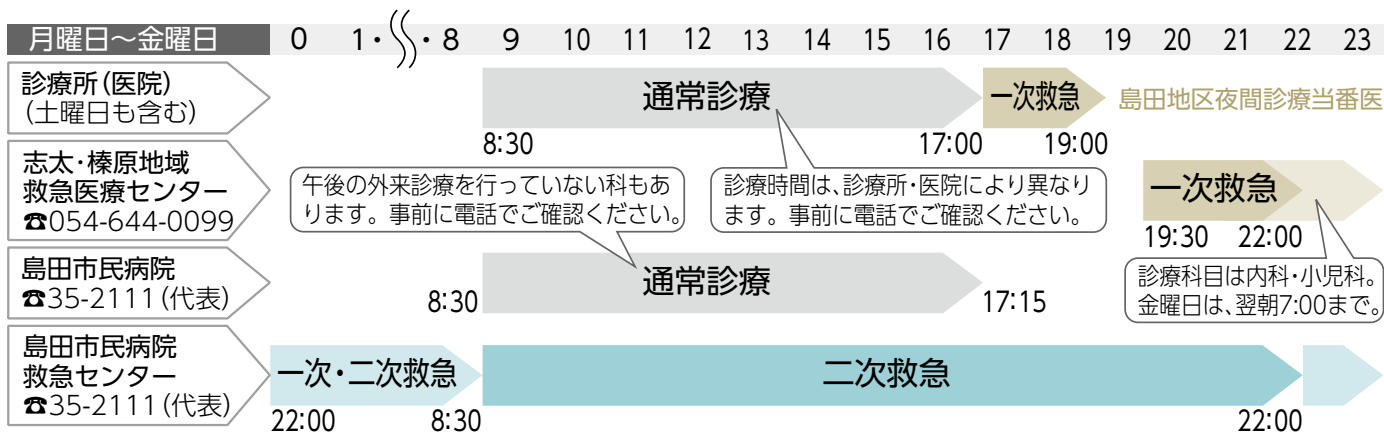 月曜日～金曜日 0 1・・8 9 10 11 12 13 14 15 16 17 18 19 20 21 22 23
診療所(医院)
(土曜日も含む)
通常診療
一次救急
島田地区夜間診療当番医
8:30 17:00 19:00
志太・榛原地域
救急医療センター
☎054-644-0099
午後の外来診療を行っていない科もあ
ります。事前に電話でご確認ください。
診療時間は、診療所・医院により異なり
ます。事前に電話でご確認ください。
一次救急
19:30 22:00
診療科目は内科・小児科。
金曜日は、翌朝7:00まで。
島田市民病院
☎35-2111(代表)
通常診療
8:30 17:15
島田市民病院
救急センター
☎35-2111(代表)
一次・二次救急
二次救急
22:00 8:30 22:00